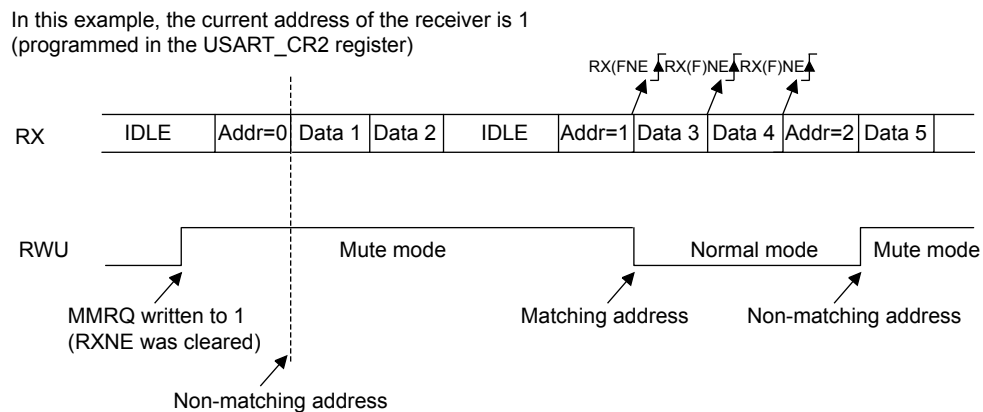 In this example, the current address of the receiver is 1
(programmed in the USART_CR2 register)
RX(FNE RX(F)NE RX(F)NE
RX IDLE Addr=0 Data 1 Data 2 IDLE Addr=1 Data 3 Data 4 Addr=2 Data 5
RWU Mute mode Normal mode Mute mode
MMRQ written to 1 Matching address Non-matching address
(RXNE was cleared)
Non-matching address